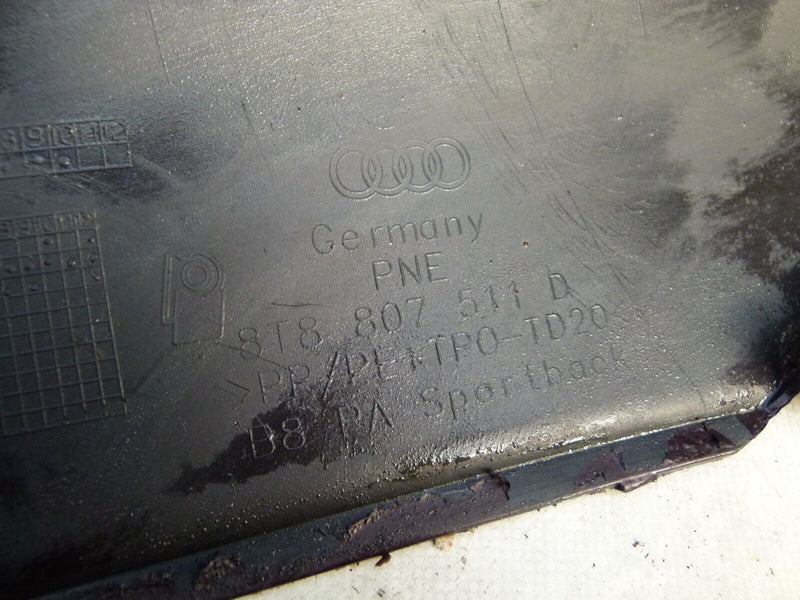 Germany
PNE
8T8 807 511 D
>PP/PE+TPO-TD20<
B8 PA Sportback